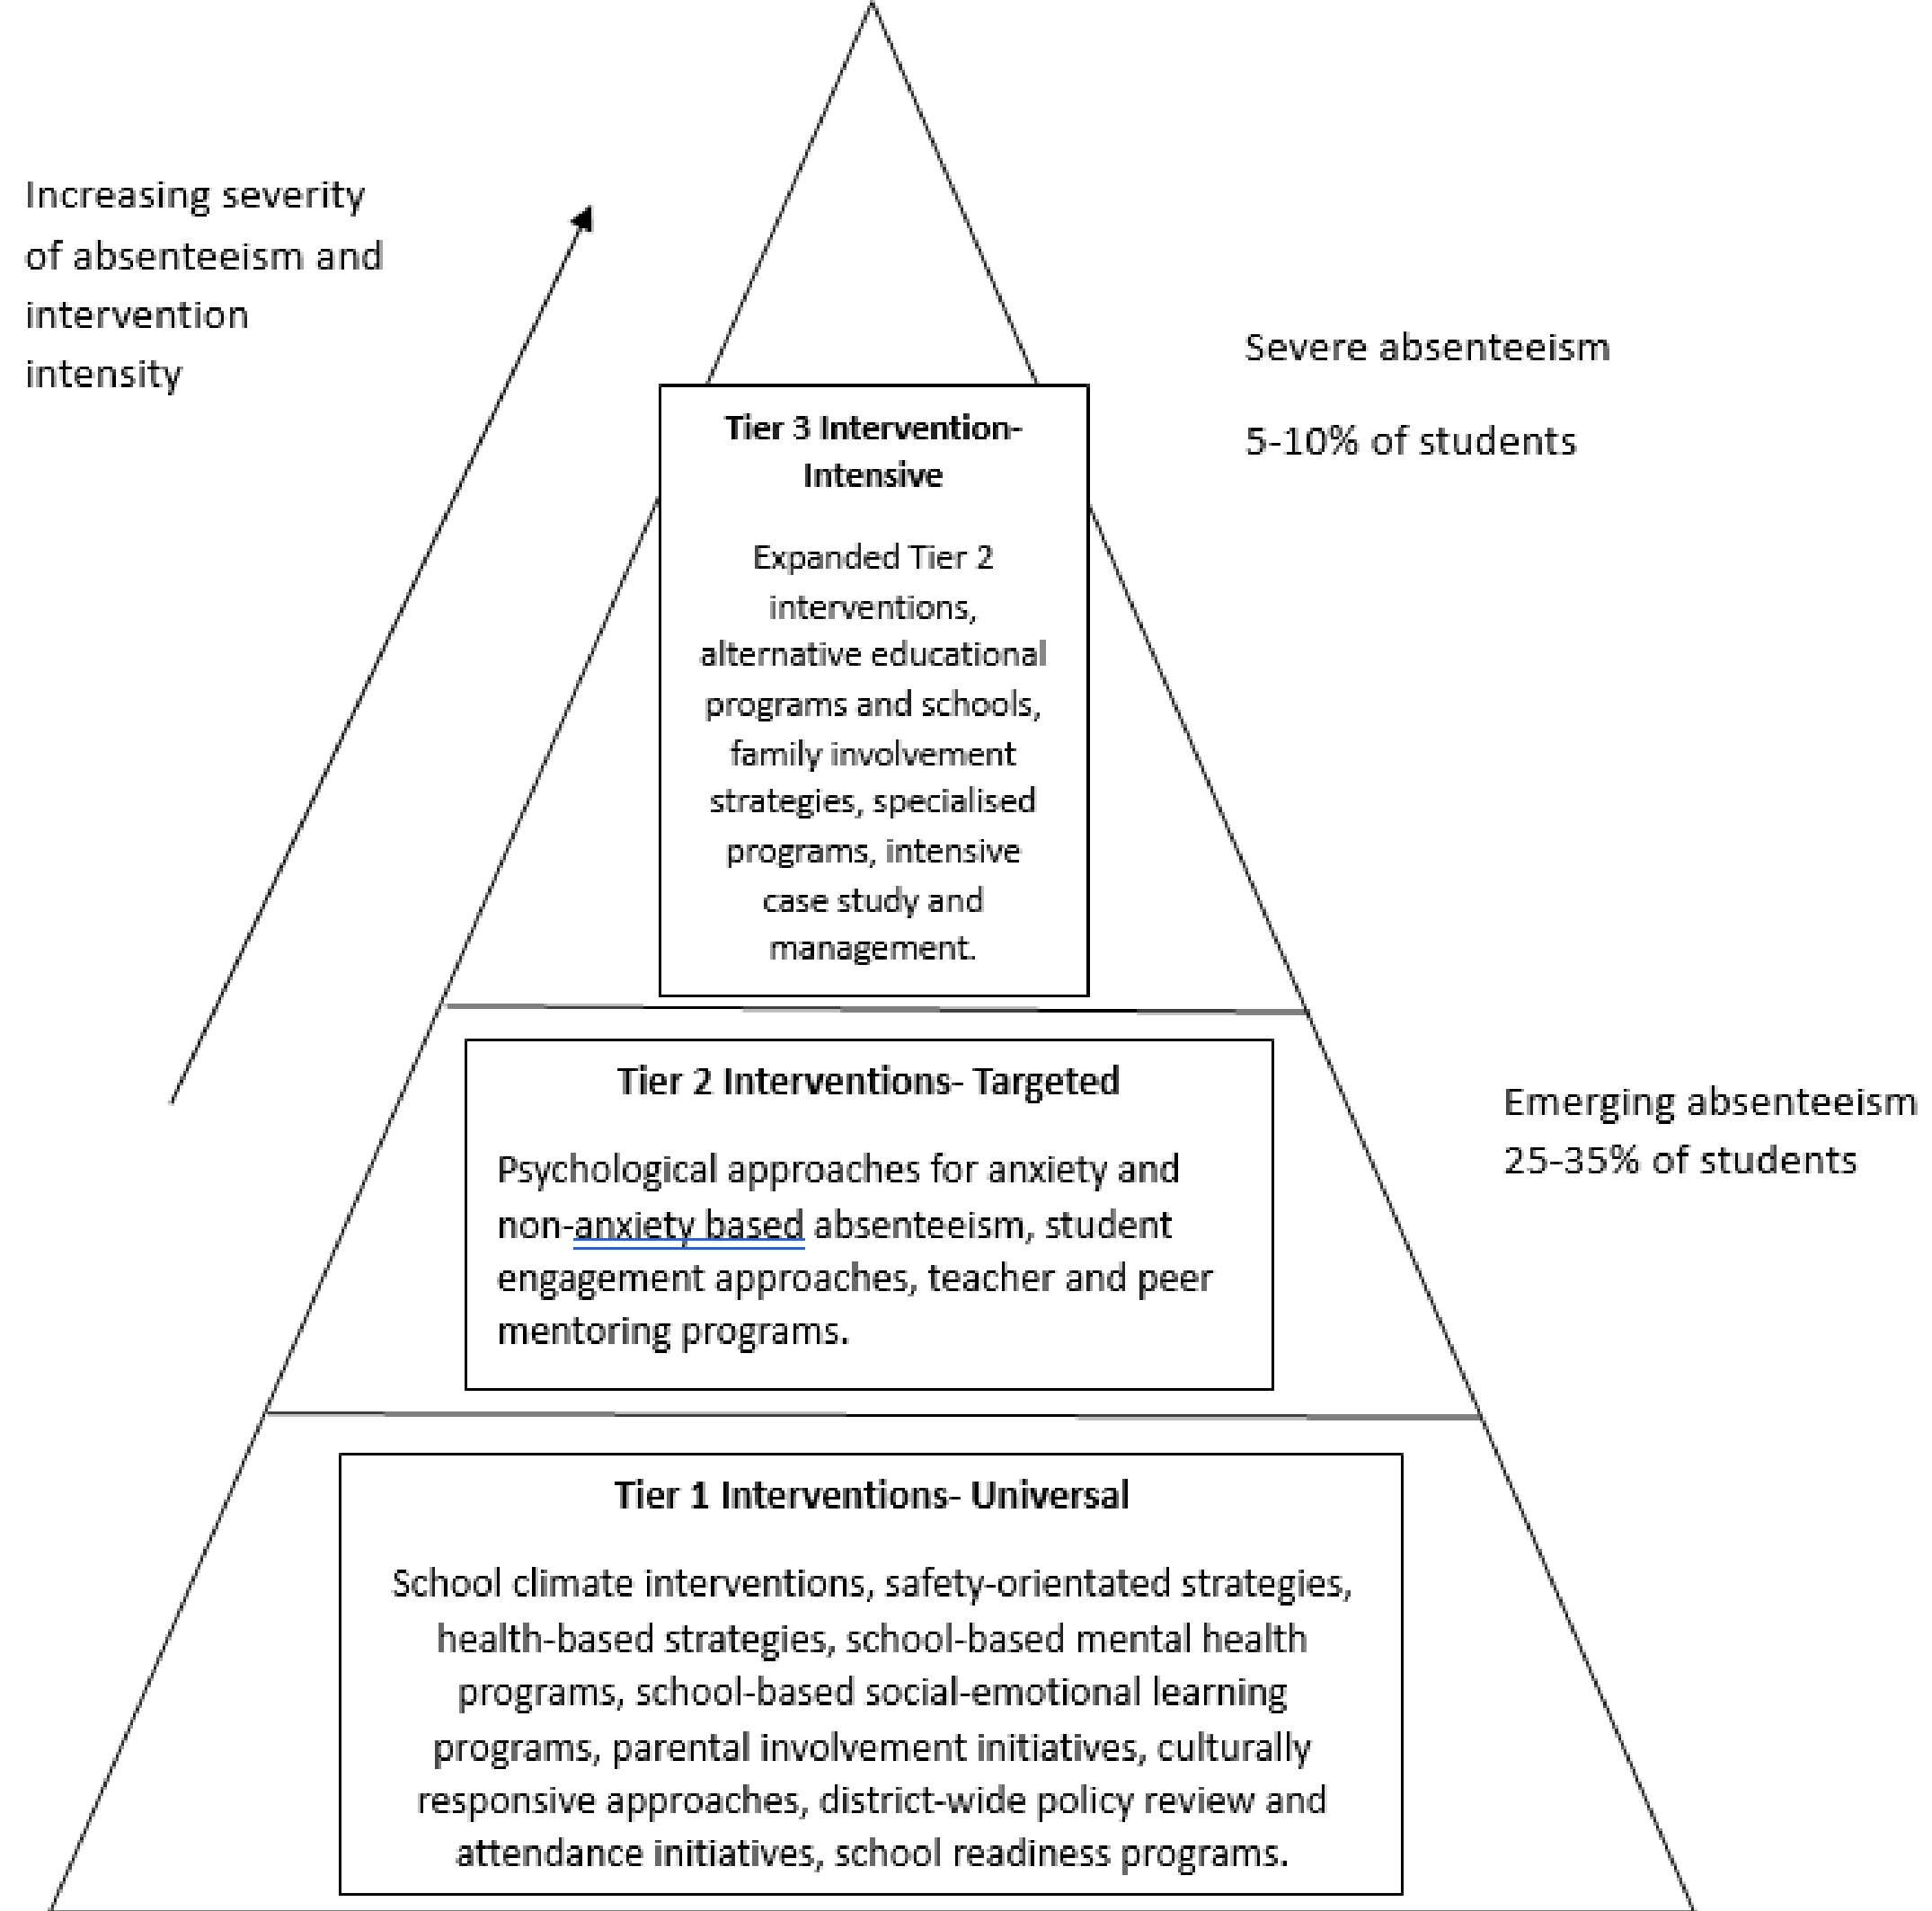 Increasing severity
of absenteeism and
intervention
intensity
Severe absenteeism
5-10% of students
Tier 3 Intervention-
Intensive
Expanded Tier 2
interventions,
alternative educational
programs and schools,
family involvement
strategies, specialised
programs, intensive
case study and
management.
Tier 2 Interventions- Targeted
Psychological approaches for anxiety and
non-anxiety based absenteeism, student
engagement approaches, teacher and peer
mentoring programs.
Emerging absenteeism
25-35% of students
Tier 1 Interventions- Universal
School climate interventions, safety-orientated strategies,
health-based strategies, school-based mental health
programs, school-based social-emotional learning
programs, parental involvement initiatives, culturally
responsive approaches, district-wide policy review and
attendance initiatives, school readiness programs.